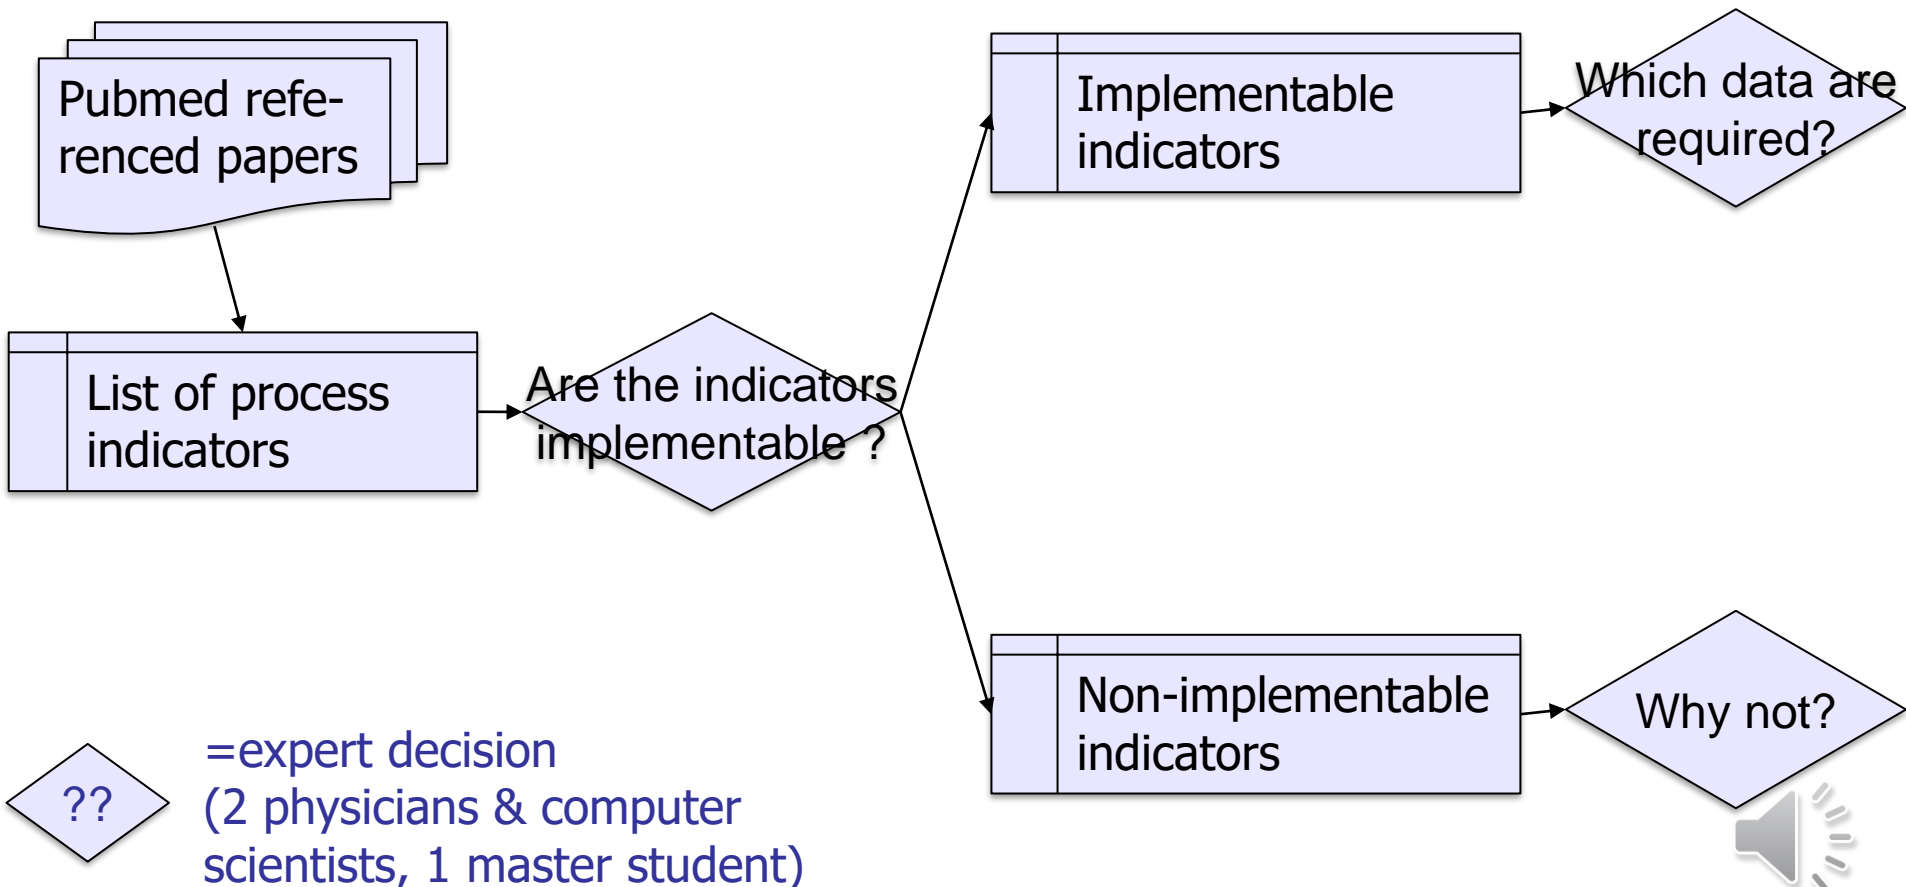 Pubmed refe-
renced papers
List of process
indicators
Are the indicators
implementable ?
Implementable
indicators
Which data are
required?
Non-implementable
indicators
Why not?
??
=expert decision
(2 physicians & computer
scientists, 1 master student)